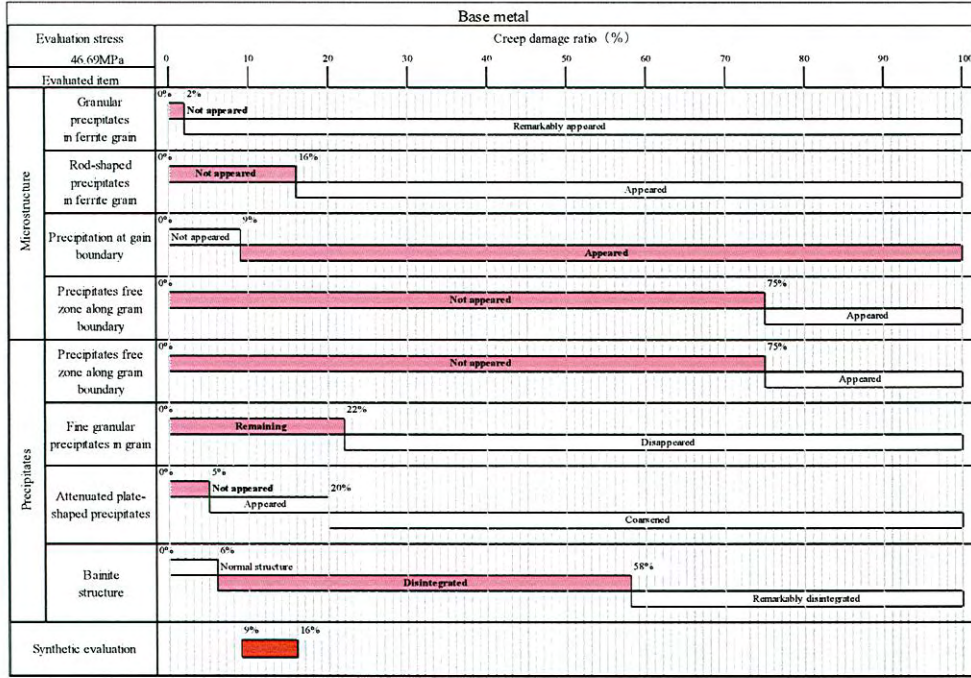 Base metal
Evaluation stress
46.69MPa
Creep damage ratio (%)
0 10 20 30 40 50 60 70 80 90 100
Evaluated item
Microstructure
Granular
precipitates
in ferrite grain
0% 2%
Not appeared
Remarkably appeared
Rod-shaped
precipitates
in ferrite grain
0% 16%
Not appeared
Appeared
Precipitation at gain
boundary
0% 9%
Not appeared
Appeared
Precipitates free
zone along grain
boundary
0% 75%
Not appeared
Appeared
Precipitates
Precipitates free
zone along grain
boundary
0% 75%
Not appeared
Appeared
Fine granular
precipitates in grain
0% 22%
Remaining
Disappeared
Attenuated plate-
shaped precipitates
0% 5%
Not appeared 20%
Appeared
Coarsened
Bainite
structure
0% 6% 58%
Normal structure
Disintegrated
Remarkably disintegrated
Synthetic evaluation
9% 16%